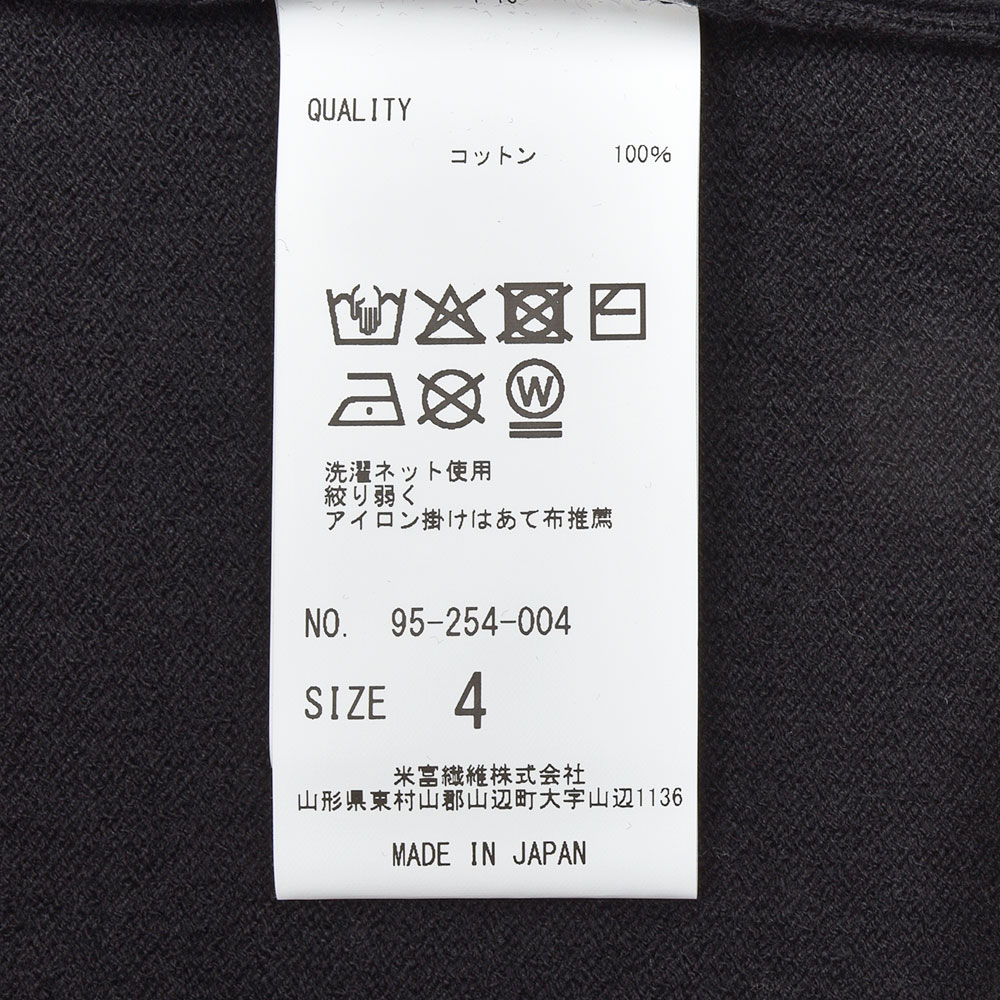 QUALITY
コットン 100%
W
洗濯ネット使用
絞り弱く
アイロン掛けはあて布推薦
NO. 95-254-004
SIZE 4
米富繊維株式会社
山形県東村山郡山辺町大字山辺1136
MADE IN JAPAN